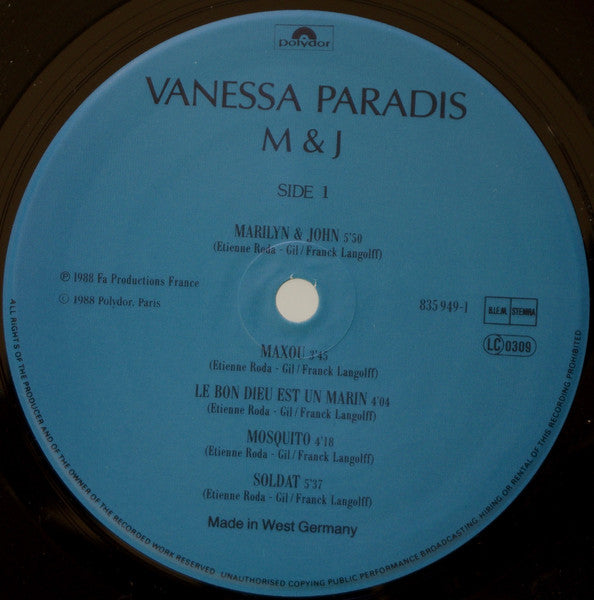 polydor
VANESSA PARADIS
M & J
SIDE 1
MARILYN & JOHN 5'50
(Etienne Roda - Gil / Franck Langolff)
℗ 1988 Fa Productions France
© 1988 Polydor, Paris
835 949-1
B.I.E.M. STEMRA
LC 0309
MAXOU 3'45
(Etienne Roda - Gil / Franck Langolff)
LE BON DIEU EST UN MARIN 4'04
(Etienne Roda - Gil / Franck Langolff)
MOSQUITO 4'18
(Etienne Roda - Gil / Franck Langolff)
SOLDAT 5'37
(Etienne Roda - Gil / Franck Langolff)
Made in West Germany
ALL RIGHTS OF THE PRODUCER AND OF THE OWNER OF THE RECORDED WORK RESERVED UNAUTHORISED COPYING PUBLIC PERFORMANCE BROADCASTING HIRING OR RENTAL OF THIS RECORDING PROHIBITED